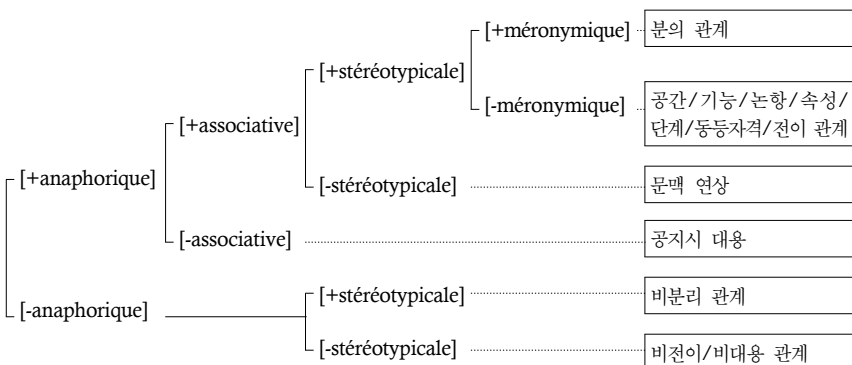 [+méronymique] 분의 관계
[+stéréotypicale]
[-méronymique] 공간/기능/논항/속성/
단계/동등자격/전이 관계
[+associative]
[-stéréotypicale] 문맥 연상
[+anaphorique]
[-associative] 공지시 대용
[+stéréotypicale] 비분리 관계
[-anaphorique]
[-stéréotypicale] 비전이/비대용 관계